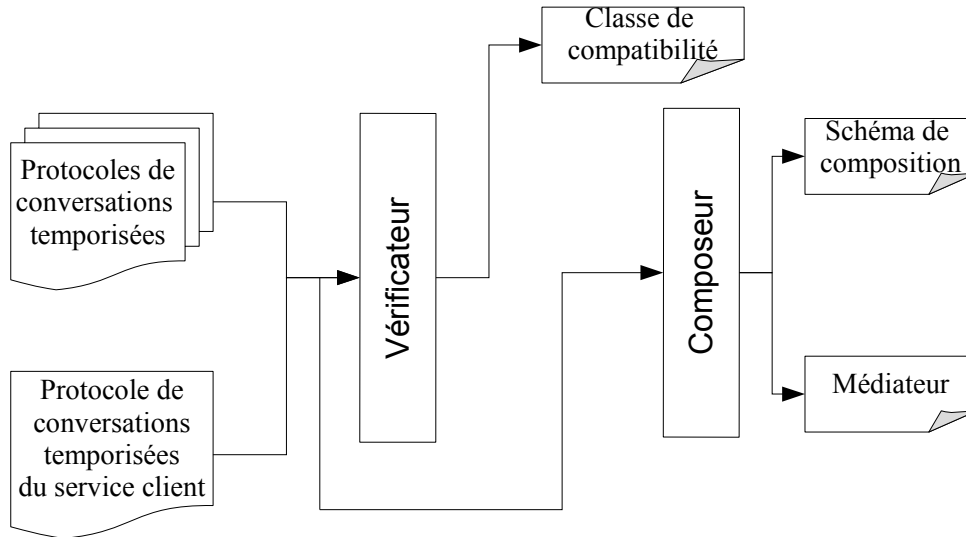 Classe de
compatibilité
Protocoles de
conversations
temporisées
Vérificateur
Composeur
Schéma de
composition
Protocole de
conversations
temporisées
du service client
Médiateur